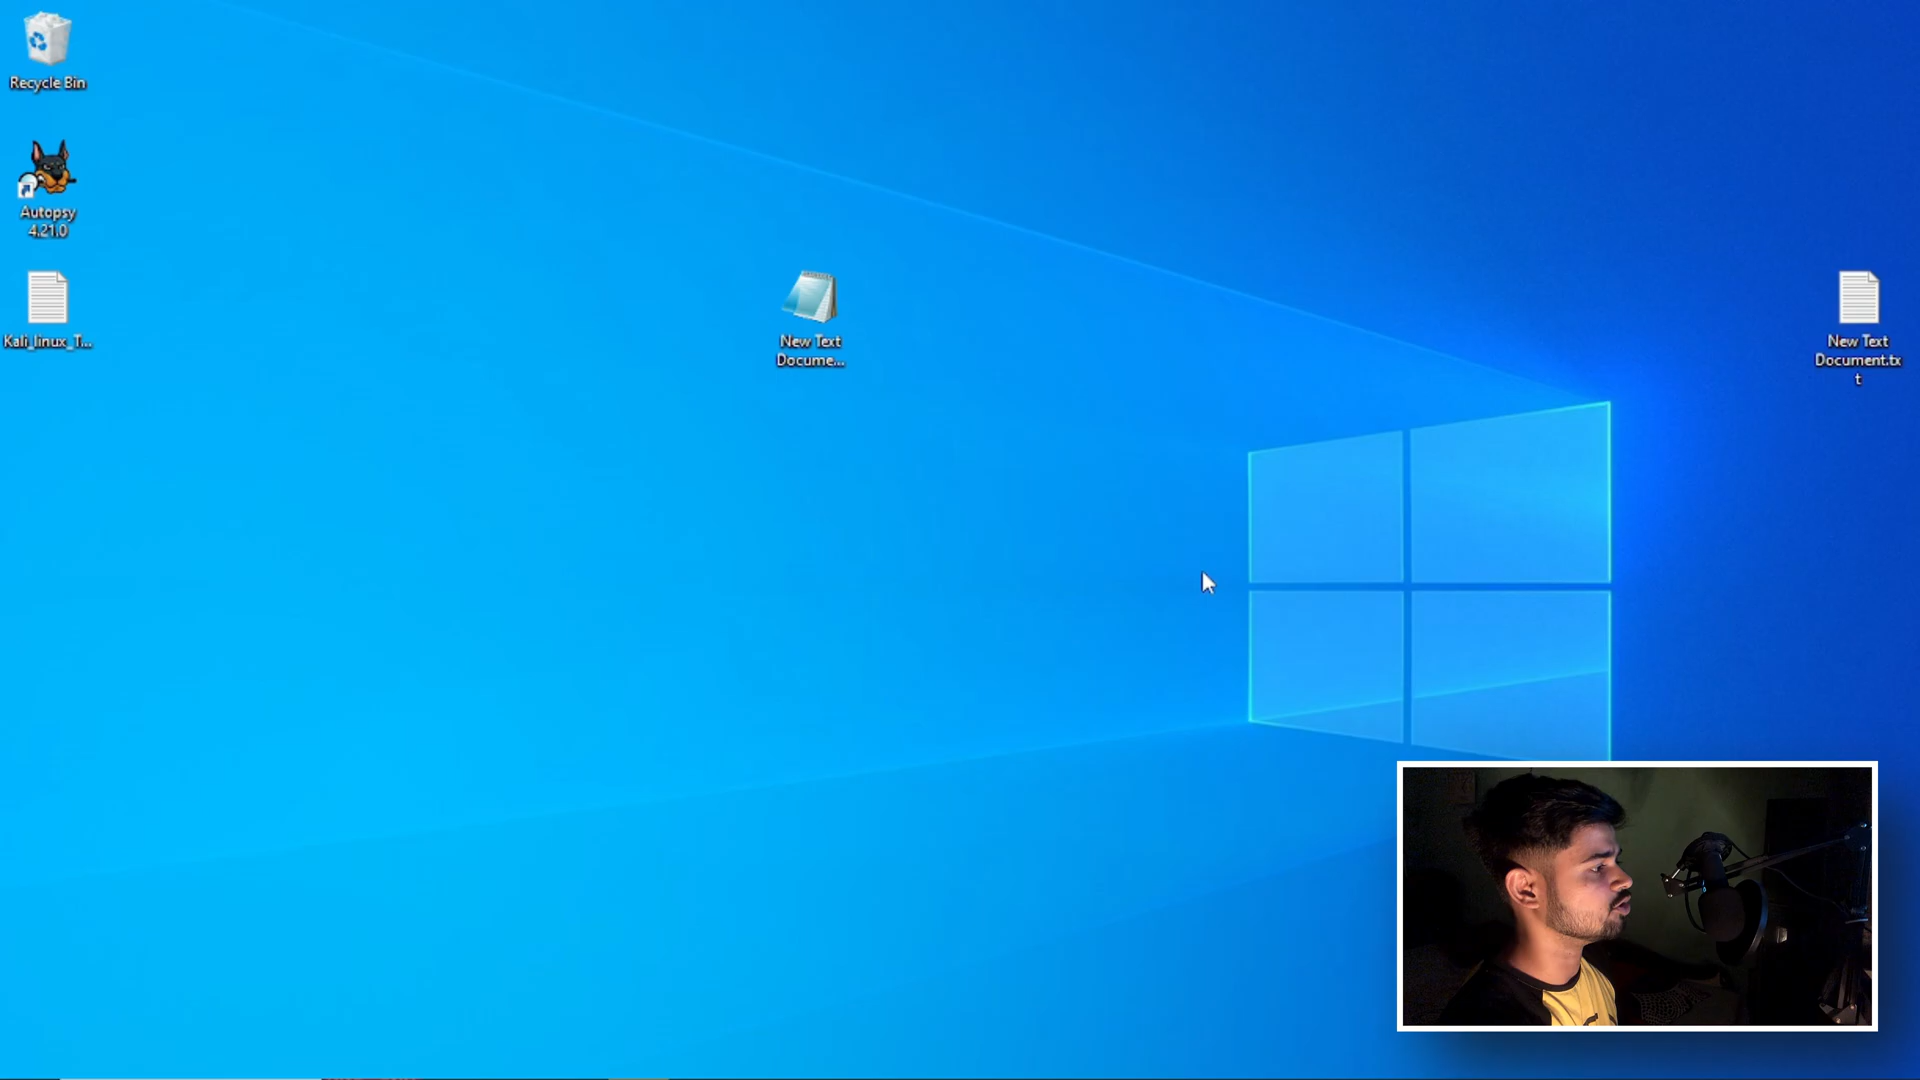 Recycle Bin
Autopsy
4.21.0
Kali_linux_T...
New Text
Docume...
New Text
Document.tx
t